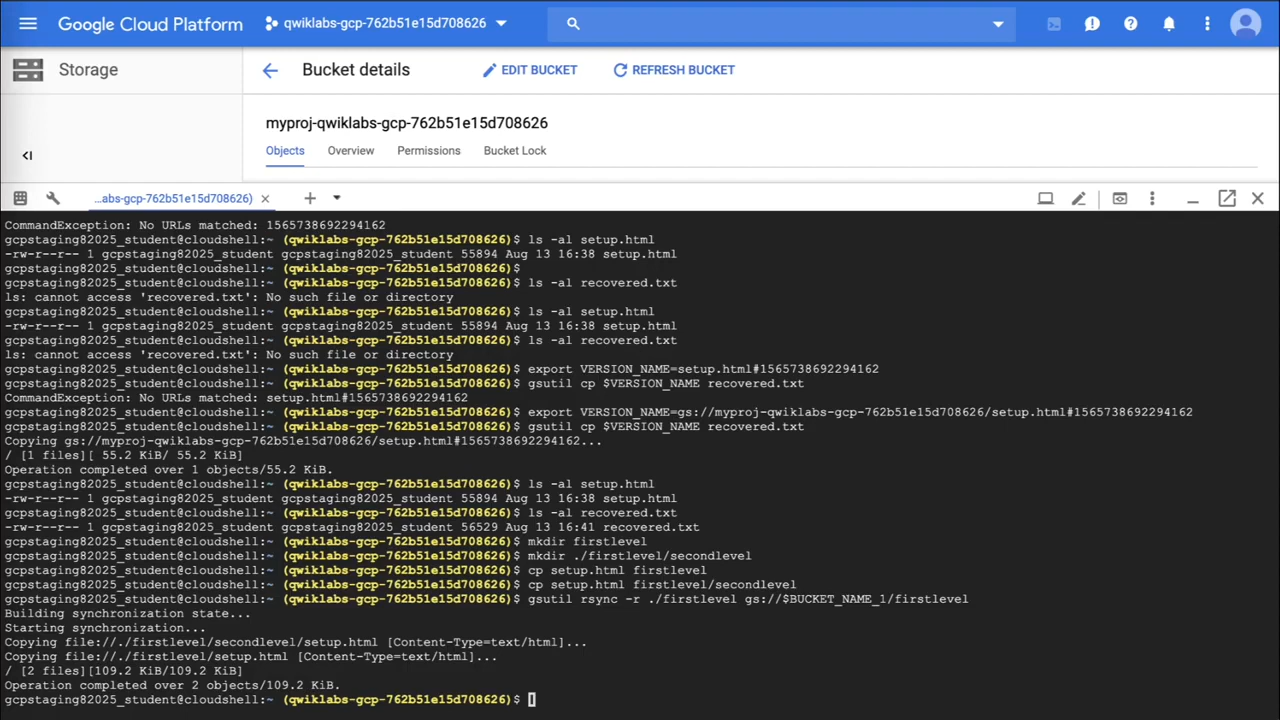 Google Cloud Platform qwiklabs-gcp-762b51e15d708626
Storage Bucket details EDIT BUCKET REFRESH BUCKET
myproj-qwiklabs-gcp-762b51e15d708626
Objects Overview Permissions Bucket Lock
...abs-gcp-762b51e15d708626)
CommandException: No URLs matched: 1565738692294162
gcpstaging82025_student@cloudshell:~ (qwiklabs-gcp-762b51e15d708626)$ ls -al setup.html
-rw-r--r-- 1 gcpstaging82025_student gcpstaging82025_student 55894 Aug 13 16:38 setup.html
gcpstaging82025_student@cloudshell:~ (qwiklabs-gcp-762b51e15d708626)$
gcpstaging82025_student@cloudshell:~ (qwiklabs-gcp-762b51e15d708626)$ ls -al recovered.txt
ls: cannot access 'recovered.txt': No such file or directory
gcpstaging82025_student@cloudshell:~ (qwiklabs-gcp-762b51e15d708626)$ ls -al setup.html
-rw-r--r-- 1 gcpstaging82025_student gcpstaging82025_student 55894 Aug 13 16:38 setup.html
gcpstaging82025_student@cloudshell:~ (qwiklabs-gcp-762b51e15d708626)$ ls -al recovered.txt
ls: cannot access 'recovered.txt': No such file or directory
gcpstaging82025_student@cloudshell:~ (qwiklabs-gcp-762b51e15d708626)$ export VERSION_NAME=setup.html#1565738692294162
gcpstaging82025_student@cloudshell:~ (qwiklabs-gcp-762b51e15d708626)$ gsutil cp $VERSION_NAME recovered.txt
CommandException: No URLs matched: setup.html#1565738692294162
gcpstaging82025_student@cloudshell:~ (qwiklabs-gcp-762b51e15d708626)$ export VERSION_NAME=gs://myproj-qwiklabs-gcp-762b51e15d708626/setup.html#1565738692294162
gcpstaging82025_student@cloudshell:~ (qwiklabs-gcp-762b51e15d708626)$ gsutil cp $VERSION_NAME recovered.txt
Copying gs://myproj-qwiklabs-gcp-762b51e15d708626/setup.html#1565738692294162...
/ [1 files][ 55.2 KiB/ 55.2 KiB]
Operation completed over 1 objects/55.2 KiB.
gcpstaging82025_student@cloudshell:~ (qwiklabs-gcp-762b51e15d708626)$ ls -al setup.html
-rw-r--r-- 1 gcpstaging82025_student gcpstaging82025_student 55894 Aug 13 16:38 setup.html
gcpstaging82025_student@cloudshell:~ (qwiklabs-gcp-762b51e15d708626)$ ls -al recovered.txt
-rw-r--r-- 1 gcpstaging82025_student gcpstaging82025_student 56529 Aug 13 16:41 recovered.txt
gcpstaging82025_student@cloudshell:~ (qwiklabs-gcp-762b51e15d708626)$ mkdir firstlevel
gcpstaging82025_student@cloudshell:~ (qwiklabs-gcp-762b51e15d708626)$ mkdir ./firstlevel/secondlevel
gcpstaging82025_student@cloudshell:~ (qwiklabs-gcp-762b51e15d708626)$ cp setup.html firstlevel
gcpstaging82025_student@cloudshell:~ (qwiklabs-gcp-762b51e15d708626)$ cp setup.html firstlevel/secondlevel
gcpstaging82025_student@cloudshell:~ (qwiklabs-gcp-762b51e15d708626)$ gsutil rsync -r ./firstlevel gs://$BUCKET_NAME_1/firstlevel
Building synchronization state...
Starting synchronization...
Copying file://./firstlevel/secondlevel/setup.html [Content-Type=text/html]...
Copying file://./firstlevel/setup.html [Content-Type=text/html]...
/ [2 files][109.2 KiB/109.2 KiB]
Operation completed over 2 objects/109.2 KiB.
gcpstaging82025_student@cloudshell:~ (qwiklabs-gcp-762b51e15d708626)$